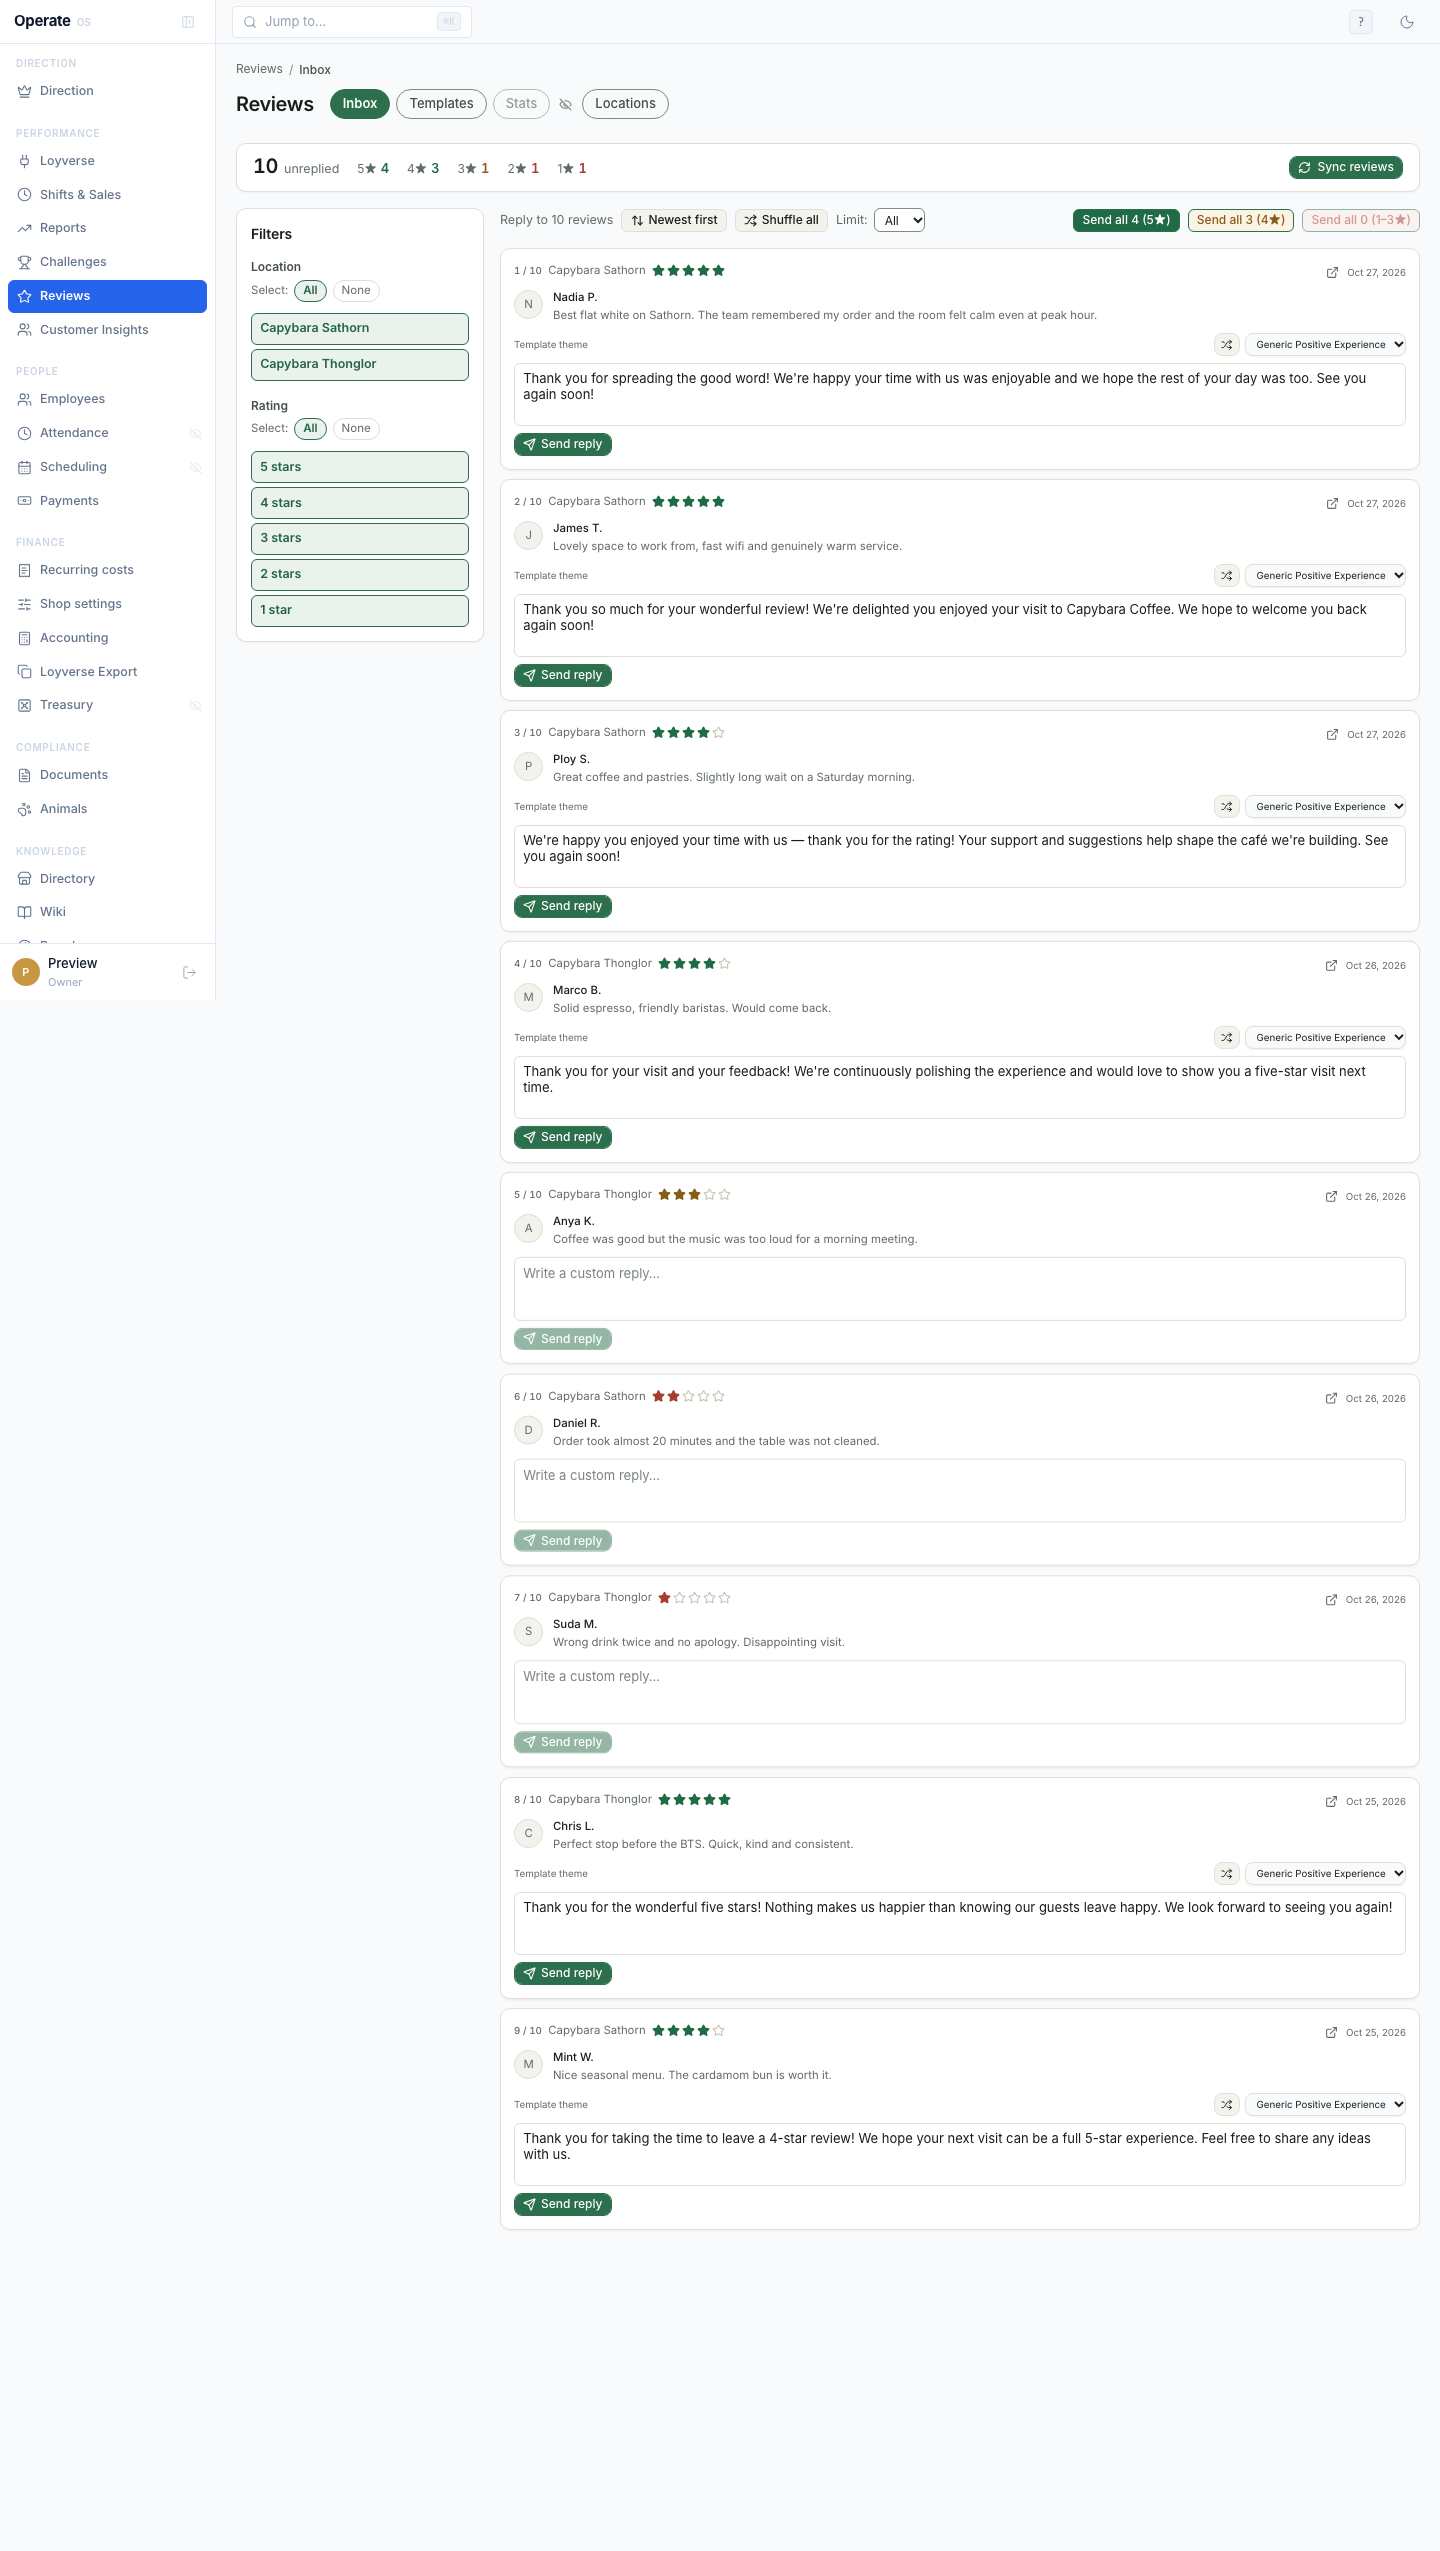 Operate OS
Jump to...
⌘K
?
DIRECTION
Direction
PERFORMANCE
Loyverse
Shifts & Sales
Reports
Challenges
Reviews
Customer Insights
PEOPLE
Employees
Attendance
Scheduling
Payments
FINANCE
Recurring costs
Shop settings
Accounting
Loyverse Export
Treasury
COMPLIANCE
Documents
Animals
KNOWLEDGE
Directory
Wiki
P
Preview
Owner
Reviews / Inbox
Reviews
Inbox
Templates
Stats
Locations
10 unreplied 5★ 4 4★ 3 3★ 1 2★ 1 1★ 1
Sync reviews
Filters
Location
Select: All None
Capybara Sathorn
Capybara Thonglor
Rating
Select: All None
5 stars
4 stars
3 stars
2 stars
1 star
Reply to 10 reviews Newest first Shuffle all Limit: All
Send all 4 (5★) Send all 3 (4★) Send all 0 (1–3★)
1 / 10 Capybara Sathorn Oct 27, 2026
N
Nadia P.
Best flat white on Sathorn. The team remembered my order and the room felt calm even at peak hour.
Template theme Generic Positive Experience
Thank you for spreading the good word! We're happy your time with us was enjoyable and we hope the rest of your day was too. See you
again soon!
Send reply
2 / 10 Capybara Sathorn Oct 27, 2026
J
James T.
Lovely space to work from, fast wifi and genuinely warm service.
Template theme Generic Positive Experience
Thank you so much for your wonderful review! We're delighted you enjoyed your visit to Capybara Coffee. We hope to welcome you back
again soon!
Send reply
3 / 10 Capybara Sathorn Oct 27, 2026
P
Ploy S.
Great coffee and pastries. Slightly long wait on a Saturday morning.
Template theme Generic Positive Experience
We're happy you enjoyed your time with us — thank you for the rating! Your support and suggestions help shape the café we're building. See
you again soon!
Send reply
4 / 10 Capybara Thonglor Oct 26, 2026
M
Marco B.
Solid espresso, friendly baristas. Would come back.
Template theme Generic Positive Experience
Thank you for your visit and your feedback! We're continuously polishing the experience and would love to show you a five-star visit next
time.
Send reply
5 / 10 Capybara Thonglor Oct 26, 2026
A
Anya K.
Coffee was good but the music was too loud for a morning meeting.
Write a custom reply...
Send reply
6 / 10 Capybara Sathorn Oct 26, 2026
D
Daniel R.
Order took almost 20 minutes and the table was not cleaned.
Write a custom reply...
Send reply
7 / 10 Capybara Thonglor Oct 26, 2026
S
Suda M.
Wrong drink twice and no apology. Disappointing visit.
Write a custom reply...
Send reply
8 / 10 Capybara Thonglor Oct 25, 2026
C
Chris L.
Perfect stop before the BTS. Quick, kind and consistent.
Template theme Generic Positive Experience
Thank you for the wonderful five stars! Nothing makes us happier than knowing our guests leave happy. We look forward to seeing you again!
Send reply
9 / 10 Capybara Sathorn Oct 25, 2026
M
Mint W.
Nice seasonal menu. The cardamom bun is worth it.
Template theme Generic Positive Experience
Thank you for taking the time to leave a 4-star review! We hope your next visit can be a full 5-star experience. Feel free to share any ideas
with us.
Send reply